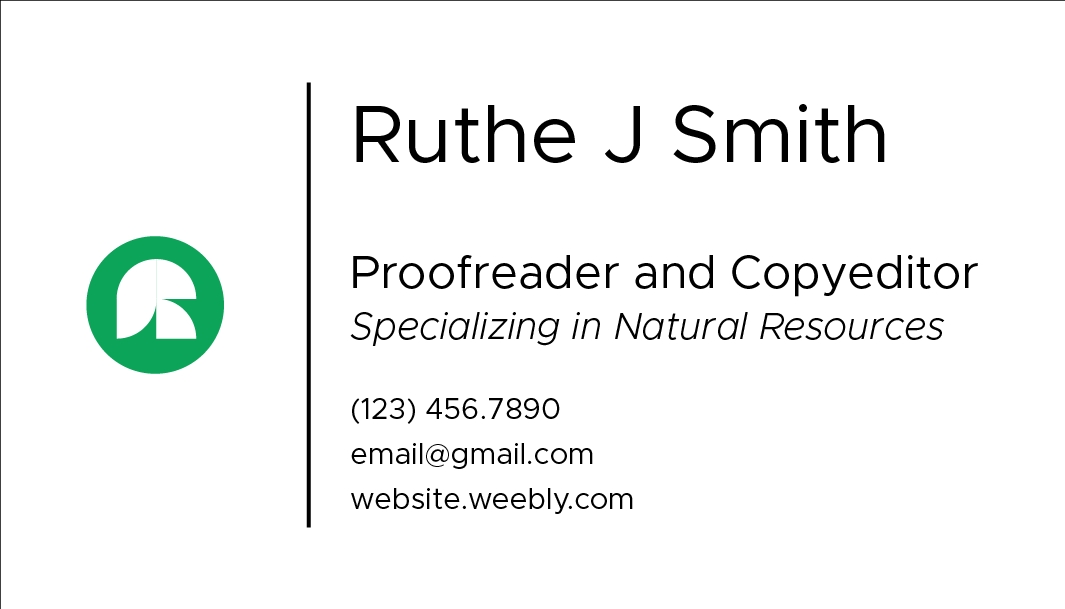 Ruthe J Smith
Proofreader and Copyeditor
Specializing in Natural Resources
(123) 456.7890
email@gmail.com
website.weebly.com